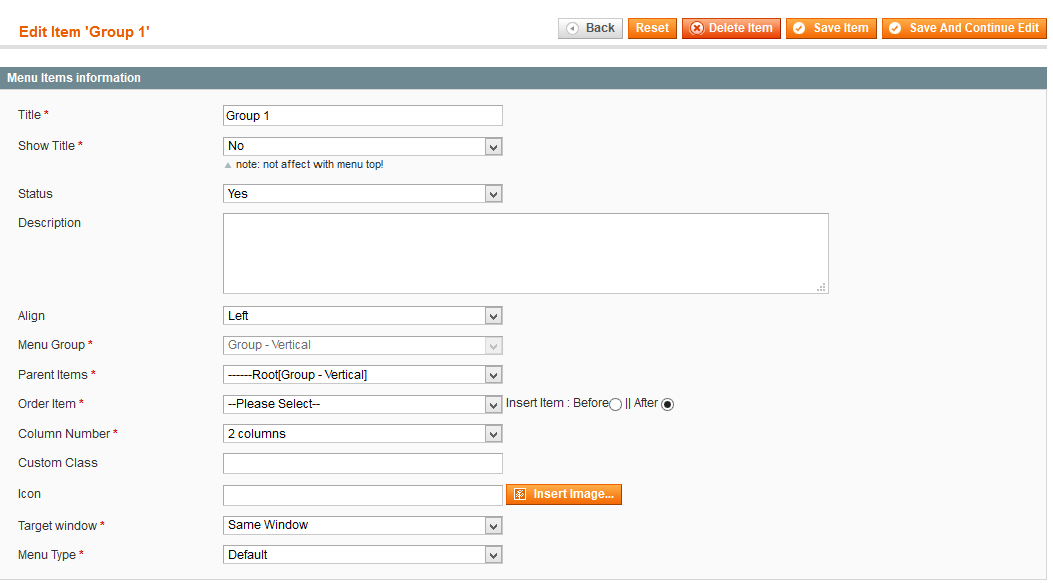 Edit Item 'Group 1'
Back Reset Delete Item Save Item Save And Continue Edit
Menu Items information
Title * Group 1
Show Title * No
note: not affect with menu top!
Status Yes
Description
Align Left
Menu Group * Group - Vertical
Parent Items * ------Root[Group - Vertical]
Order Item * --Please Select-- Insert Item : Before || After
Column Number * 2 columns
Custom Class
Icon Insert Image...
Target window * Same Window
Menu Type * Default